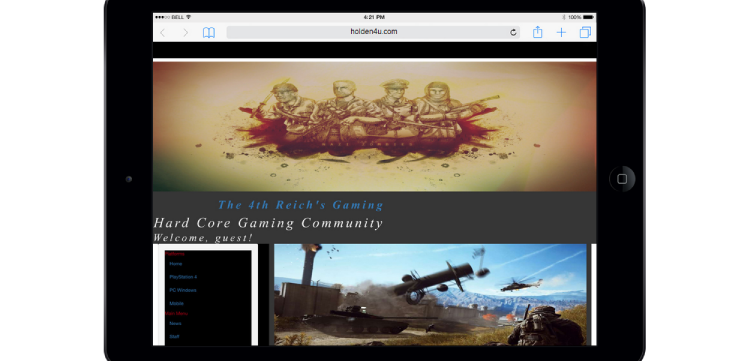 BELL
4:21 PM
100%
holden4u.com
The 4th Reich's Gaming
Hard Core Gaming Community
Welcome, guest!
Platforms
Home
PlayStation 4
PC Windows
Mobile
Main Menu
News
Staff